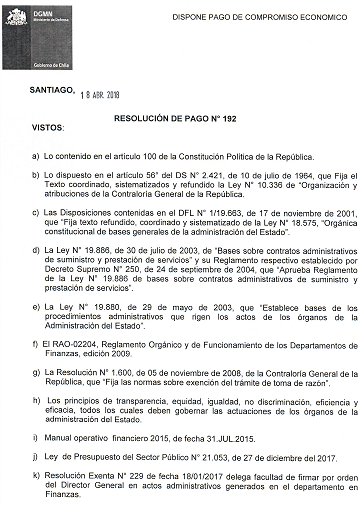 DGMN
Ministerio de Defensa
Gobierno de Chile
DISPONE PAGO DE COMPROMISO ECONOMICO
SANTIAGO, 18 ABR. 2018
RESOLUCIÓN DE PAGO N° 192
VISTOS:
a) Lo contenido en el artículo 100 de la Constitución Política de la República.
b) Lo dispuesto en el artículo 56° del DS N° 2.421, de 10 de julio de 1964, que Fija el
Texto coordinado, sistematizados y refundido la Ley N° 10.336 de “Organización y
atribuciones de la Contraloría General de la República.
c) Las Disposiciones contenidas en el DFL N° 1/19.663, de 17 de noviembre de 2001,
que “Fija texto refundido, coordinado y sistematizado de la Ley N° 18.575, “Orgánica
constitucional de bases generales de la administración del Estado”.
d) La Ley N° 19.886, de 30 de julio de 2003, de “Bases sobre contratos administrativos
de suministro y prestación de servicios” y su Reglamento respectivo establecido por
Decreto Supremo N° 250, de 24 de septiembre de 2004, que “Aprueba Reglamento
de la Ley N° 19.886 de bases sobre contratos administrativos de suministro y
prestación de servicios”.
e) La Ley N° 19.880, de 29 de mayo de 2003, que “Establece bases de los
procedimientos administrativos que rigen los actos de los órganos de la
Administración del Estado”.
f) El RAO-02204, Reglamento Orgánico y de Funcionamiento de los Departamentos de
Finanzas, edición 2009.
g) La Resolución N° 1.600, de 05 de noviembre de 2008, de la Contraloría General de la
República, que “Fija las normas sobre exención del trámite de toma de razón”.
h) Los principios de transparencia, equidad, igualdad, no discriminación, eficiencia y
eficacia, todos los cuales deben gobernar las actuaciones de los órganos de la
administración del Estado.
i) Manual operativo financiero 2015, de fecha 31.JUL.2015.
j) Ley de Presupuesto del Sector Público N° 21.053, de 27 de diciembre del 2017.
k) Resolución Exenta N° 229 de fecha 18/01/2017 delega facultad de firmar por orden
del Director General en actos administrativos generados en el departamento en
Finanzas.